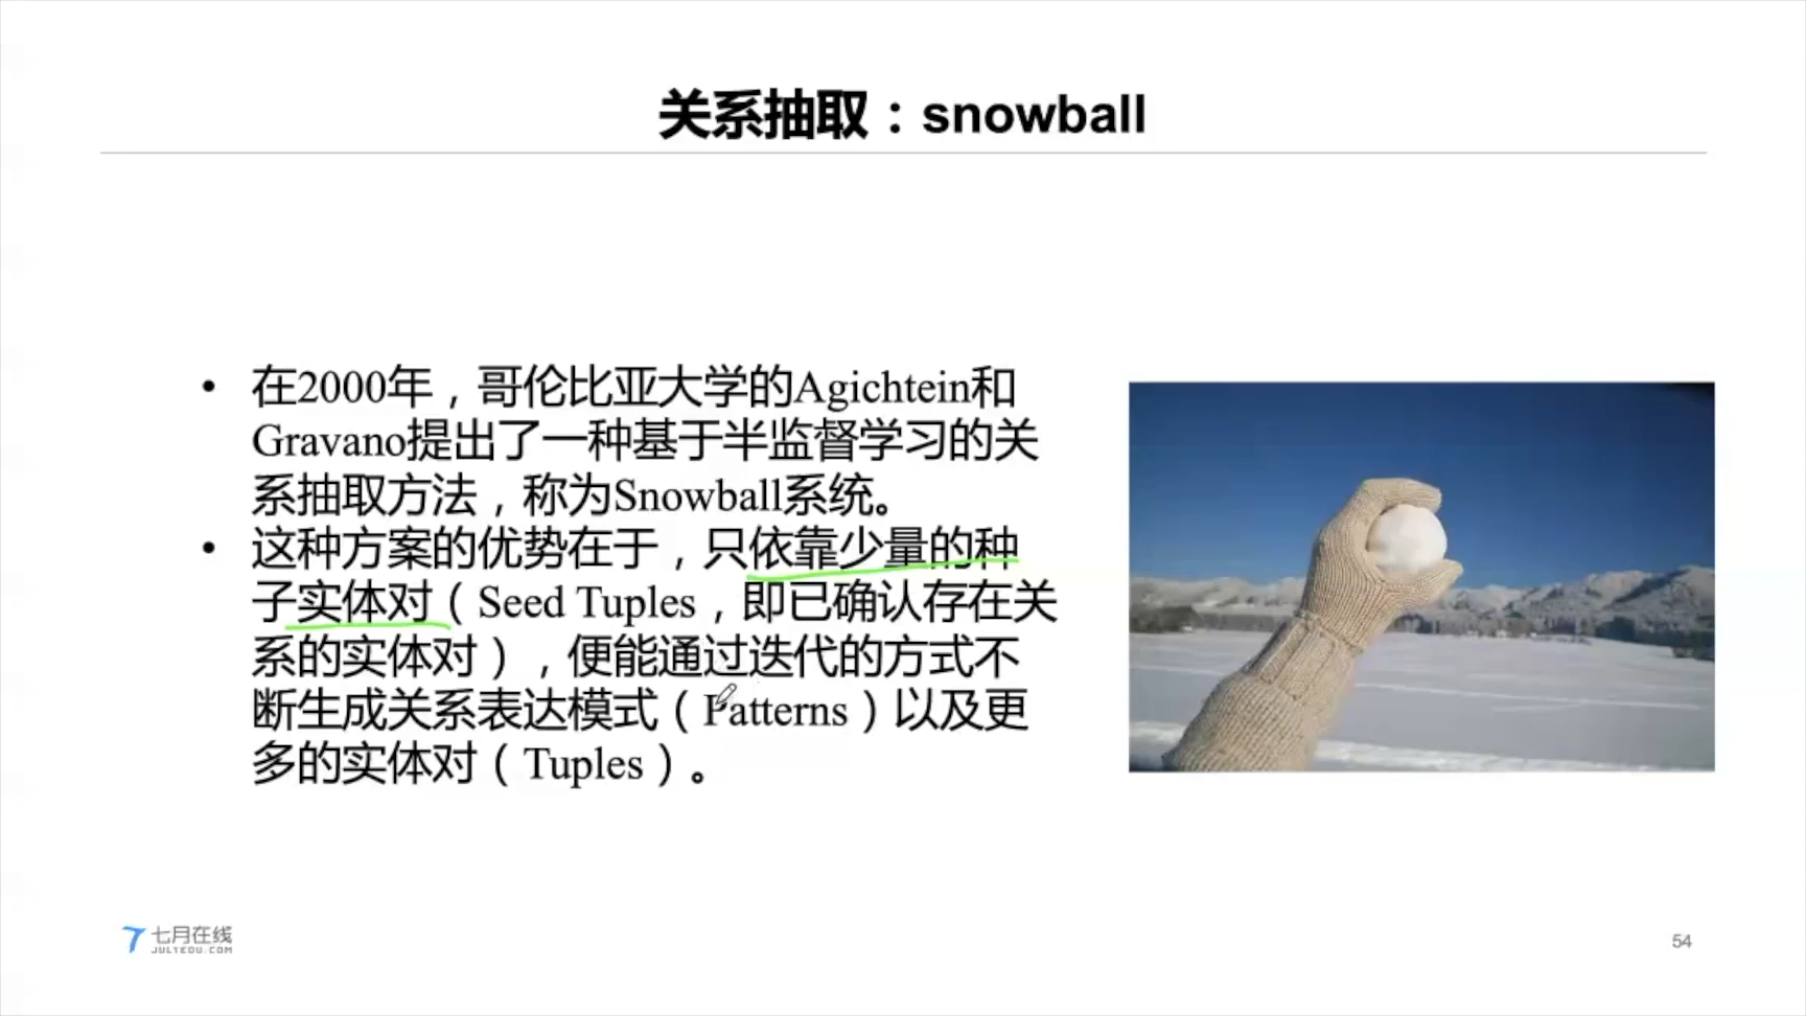 关系抽取：snowball
• 在2000年，哥伦比亚大学的Agichtein和
Gravano提出了一种基于半监督学习的关
系抽取方法，称为Snowball系统。
• 这种方案的优势在于，只依靠少量的种
子实体对（Seed Tuples，即已确认存在关
系的实体对），便能通过迭代的方式不
断生成关系表达模式（Patterns）以及更
多的实体对（Tuples）。
七月在线
JULYEDU.COM
54